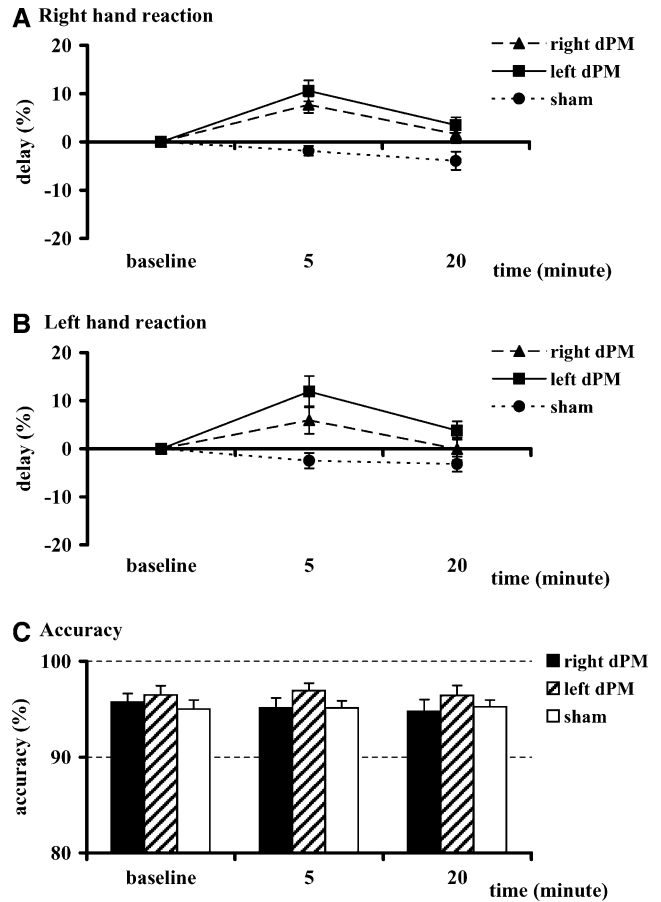 A Right hand reaction
20
10
0
-10
-20
delay (%)
right dPM
left dPM
sham
baseline 5 20 time (minute)
B Left hand reaction
20
10
0
-10
-20
delay (%)
right dPM
left dPM
sham
baseline 5 20 time (minute)
C Accuracy
100
90
80
accuracy (%)
right dPM
left dPM
sham
baseline 5 20 time (minute)